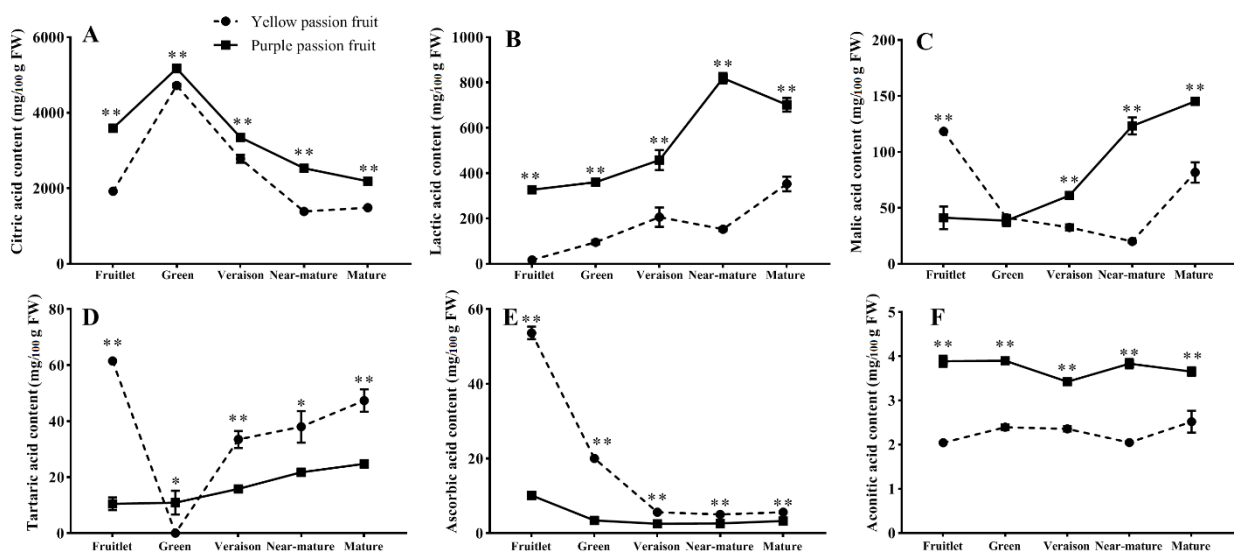 Yellow passion fruit
Purple passion fruit
A
Citric acid content (mg/100 g FW)
6000
4000
2000
0
** ** ** ** **
Fruitlet Green Veraison Near-mature Mature
B
Lactic acid content (mg/100 g FW)
1000
800
600
400
200
0
** ** ** ** **
Fruitlet Green Veraison Near-mature Mature
C
Malic acid content (mg/100 g FW)
200
150
100
50
0
** ** ** **
Fruitlet Green Veraison Near-mature Mature
D
Tartaric acid content (mg/100 g FW)
80
60
40
20
0
** * ** * **
Fruitlet Green Veraison Near-mature Mature
E
Ascorbic acid content (mg/100 g FW)
60
40
20
0
** ** ** ** **
Fruitlet Green Veraison Near-mature Mature
F
Aconitic acid content (mg/100 g FW)
5
4
3
2
1
0
** ** ** ** **
Fruitlet Green Veraison Near-mature Mature